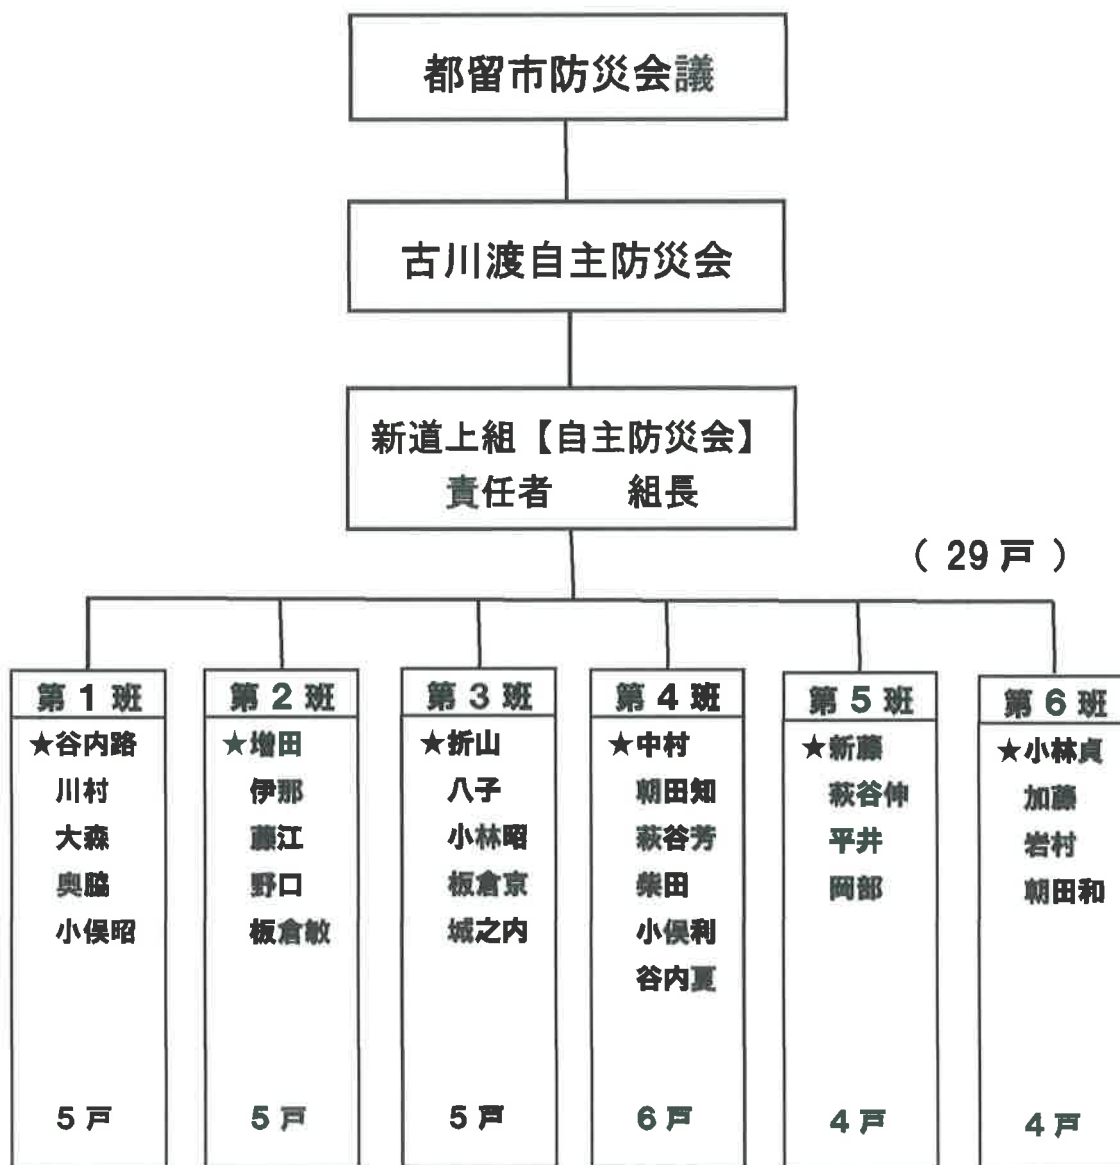 都留市防災会議
古川渡自主防災会
新道上組【自主防災会】
責任者 組長
（ 29戸 ）
第1班
★谷内路
川村
大森
奥脇
小俣昭
5戸
第2班
★増田
伊那
藤江
野口
板倉敏
5戸
第3班
★折山
八子
小林昭
板倉京
城之内
5戸
第4班
★中村
朝田知
萩谷芳
柴田
小俣利
谷内夏
6戸
第5班
★新藤
萩谷伸
平井
岡部
4戸
第6班
★小林貞
加藤
岩村
朝田和
4戸